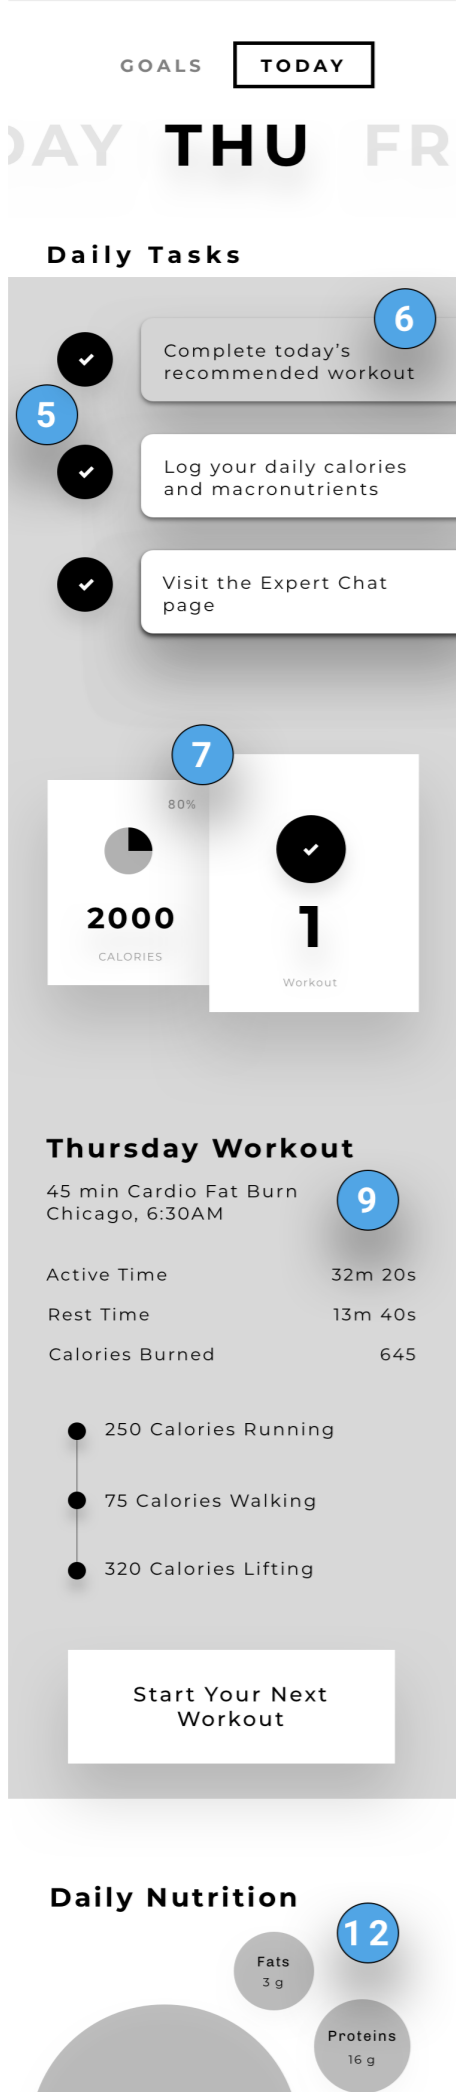 GOALS
TODAY
DAY THU FR
Daily Tasks
6
Complete today’s
recommended workout
5
Log your daily calories
and macronutrients
Visit the Expert Chat
page
7
80%
2000
CALORIES
1
Workout
Thursday Workout
45 min Cardio Fat Burn
Chicago, 6:30AM
9
Active Time 32m 20s
Rest Time 13m 40s
Calories Burned 645
250 Calories Running
75 Calories Walking
320 Calories Lifting
Start Your Next
Workout
Daily Nutrition
12
Fats
3 g
Proteins
16 g